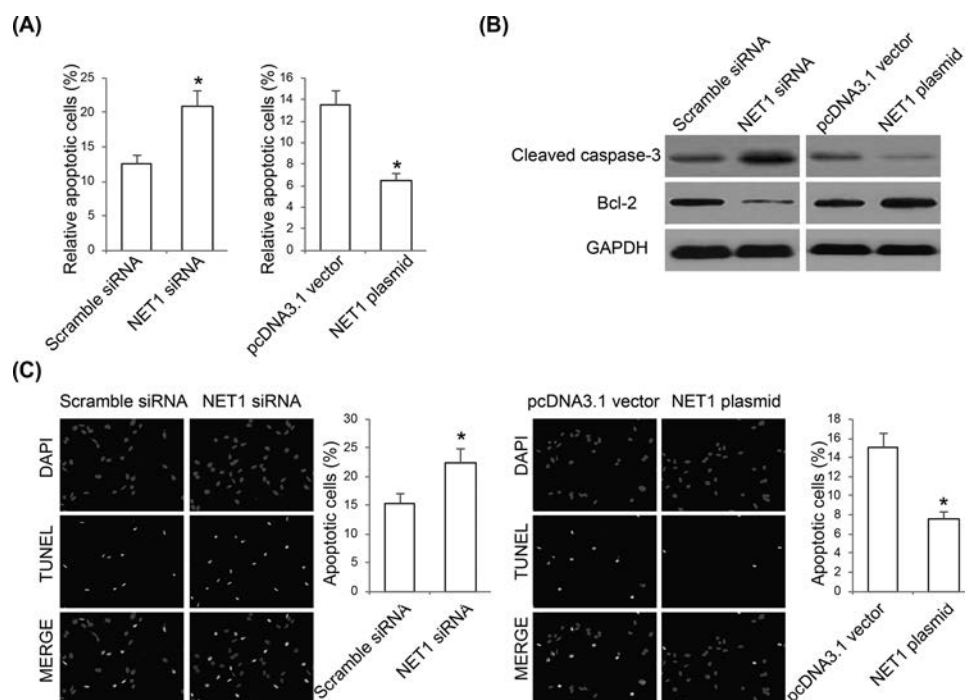 (A)
Relative apoptotic cells (%)
25
20
15
10
5
0
*
Scramble siRNA
NET1 siRNA
Relative apoptotic cells (%)
16
14
12
10
8
6
4
2
0
*
pcDNA3.1 vector
NET1 plasmid
(B)
Scramble siRNA
NET1 siRNA
pcDNA3.1 vector
NET1 plasmid
Cleaved caspase-3
Bcl-2
GAPDH
(C)
Scramble siRNA
NET1 siRNA
DAPI
TUNEL
MERGE
Apoptotic cells (%)
30
25
20
15
10
5
0
*
Scramble siRNA
NET1 siRNA
pcDNA3.1 vector
NET1 plasmid
DAPI
TUNEL
MERGE
Apoptotic cells (%)
18
16
14
12
10
8
6
4
2
0
*
pcDNA3.1 vector
NET1 plasmid